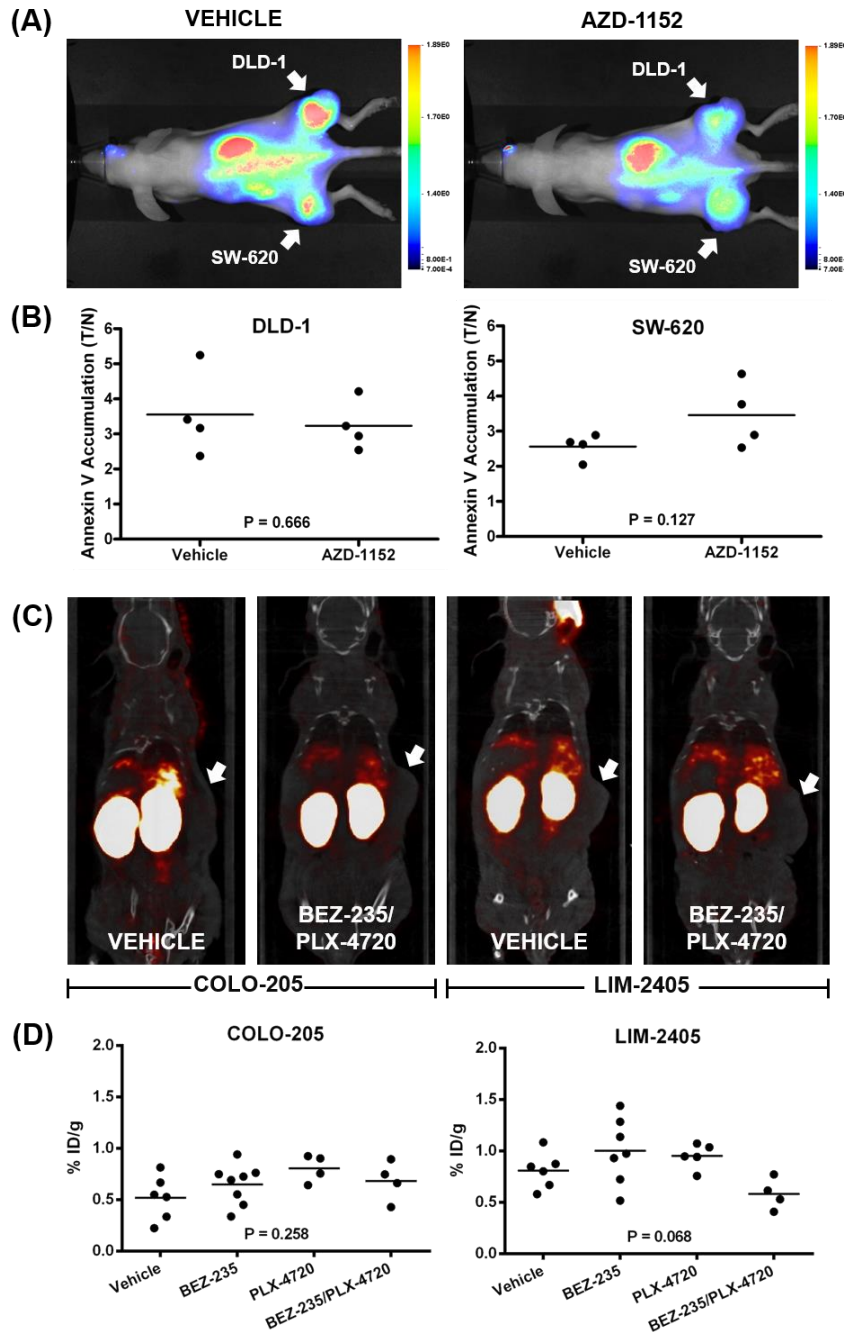 (A)
VEHICLE
AZD-1152
DLD-1
SW-620
1.89E0
1.70E0
1.40E0
8.00E-1
7.00E-4
DLD-1
SW-620
1.89E0
1.70E0
1.40E0
8.00E-1
7.00E-4
(B)
DLD-1
Annexin V Accumulation (T/N)
6
5
4
3
2
1
0
P = 0.666
Vehicle
AZD-1152
SW-620
Annexin V Accumulation (T/N)
6
5
4
3
2
1
0
P = 0.127
Vehicle
AZD-1152
(C)
VEHICLE
BEZ-235/
PLX-4720
VEHICLE
BEZ-235/
PLX-4720
COLO-205
LIM-2405
(D)
COLO-205
% ID/g
2.0
1.5
1.0
0.5
0.0
P = 0.258
Vehicle
BEZ-235
PLX-4720
BEZ-235/PLX-4720
LIM-2405
% ID/g
2.0
1.5
1.0
0.5
0.0
P = 0.068
Vehicle
BEZ-235
PLX-4720
BEZ-235/PLX-4720